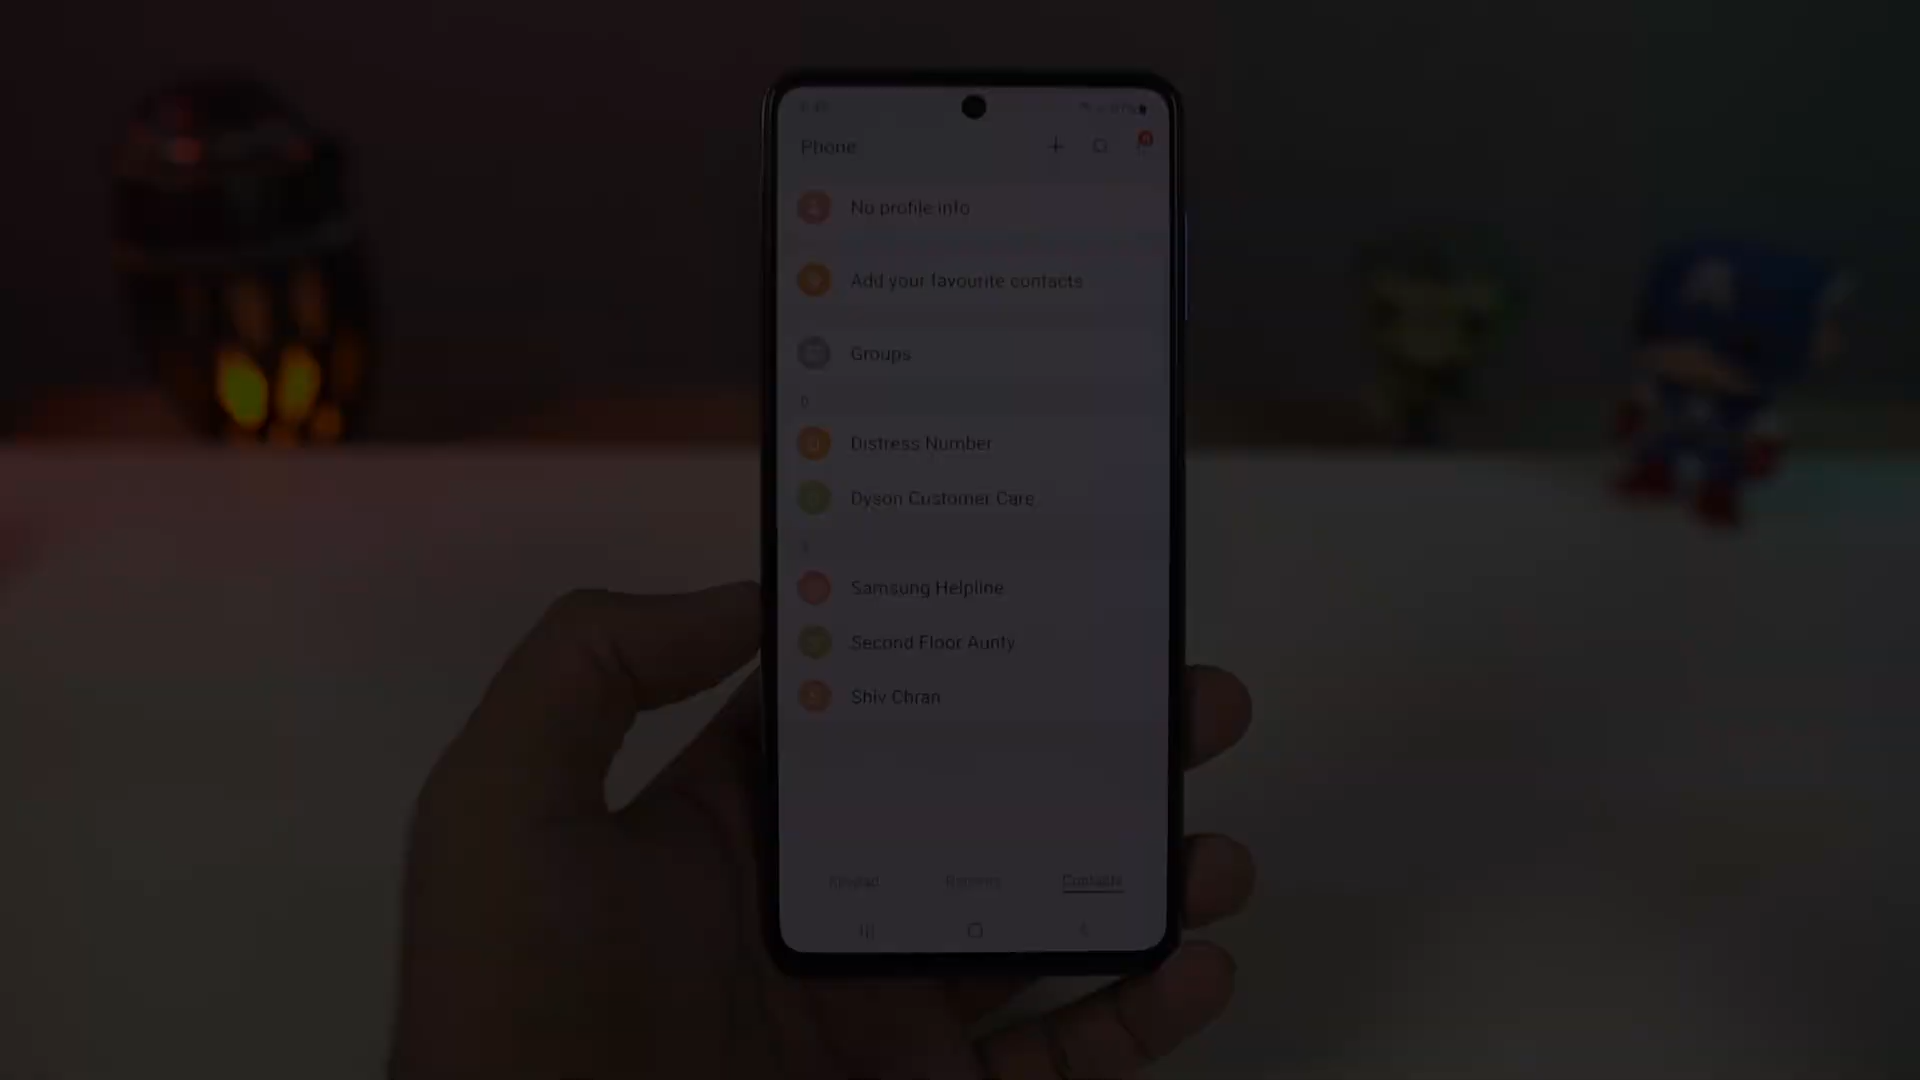 Phone
No profile info
Add your favourite contacts
Groups
D
Distress Number
Dyson Customer Care
Samsung Helpline
Second Floor Aunty
Shiv Chran
Keypad
Recents
Contacts